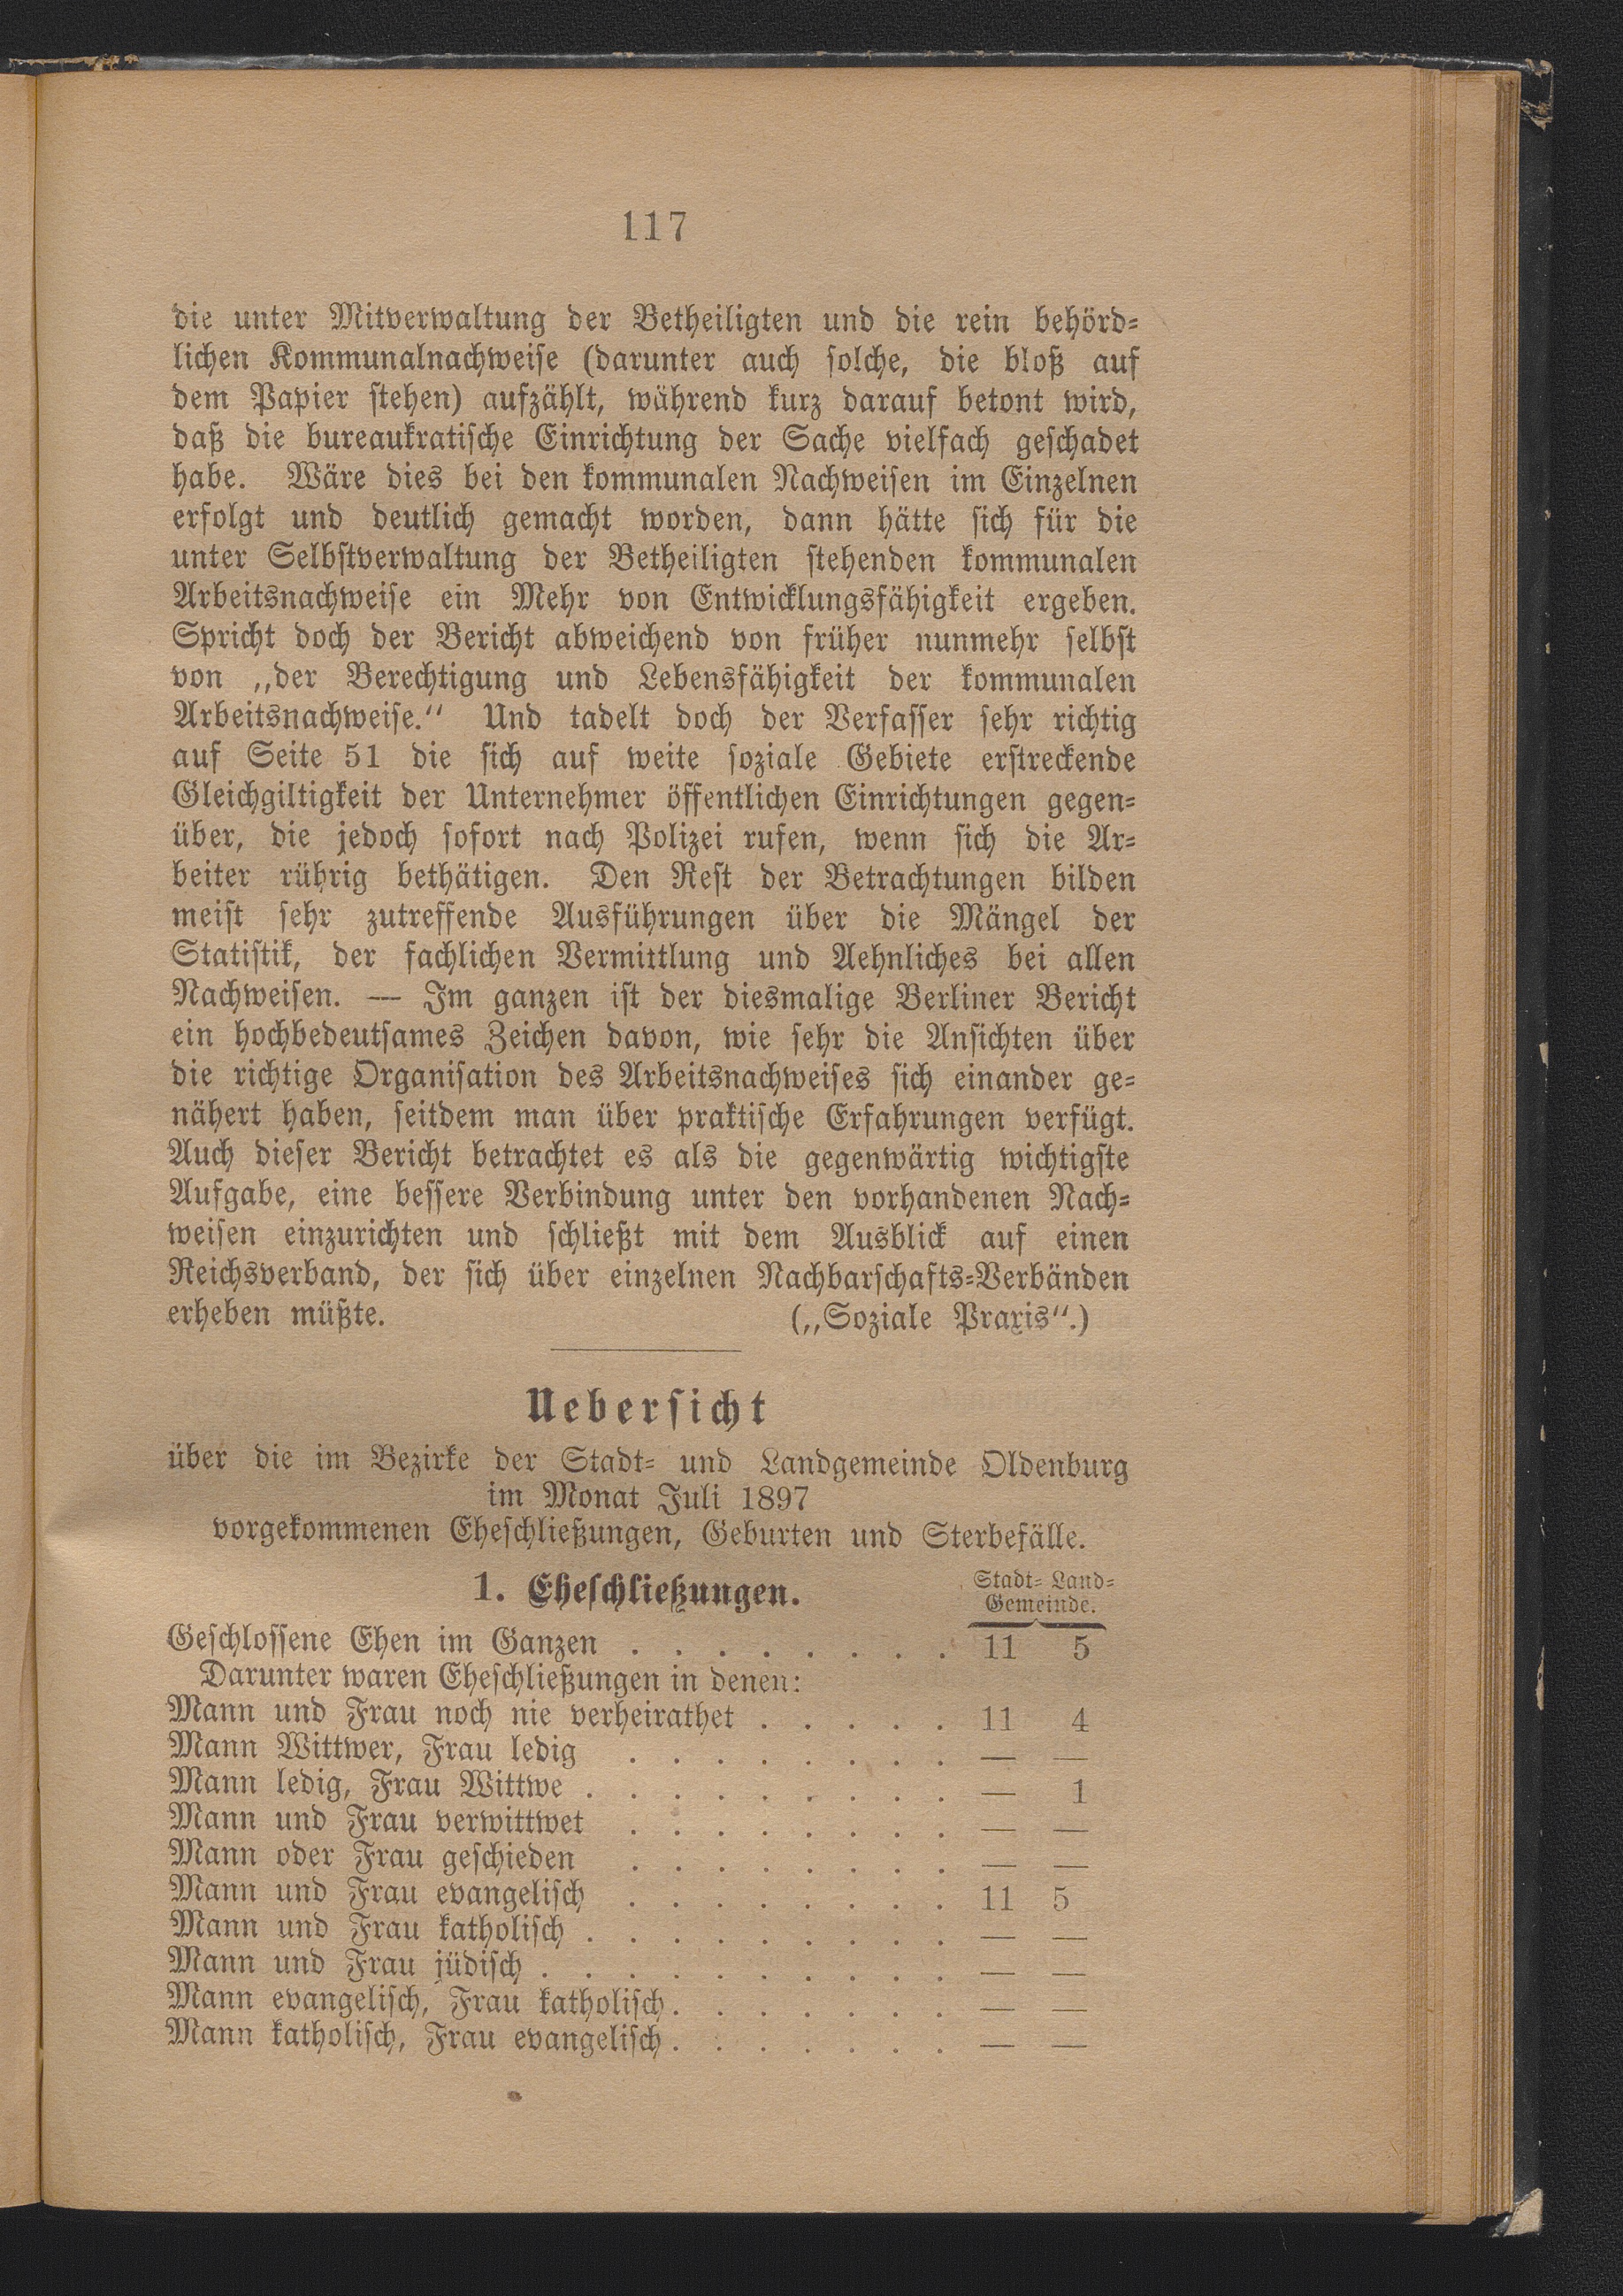 117
die unter Mitverwaltung der Betheiligten und die rein behörd-
lichen Kommunalnachweise (darunter auch solche, die bloß auf
dem Papier stehen) aufzählt, während kurz darauf betont wird,
daß die bureaukratische Einrichtung der Sache vielfach geschadet
habe. Wäre dies bei den kommunalen Nachweisen im Einzelnen
erfolgt und deutlich gemacht worden, dann hätte sich für die
unter Selbstverwaltung der Betheiligten stehenden kommunalen
Arbeitsnachweise ein Mehr von Entwicklungsfähigkeit ergeben.
Spricht doch der Bericht abweichend von früher nunmehr selbst
von „der Berechtigung und Lebensfähigkeit der kommunalen
Arbeitsnachweise.“ Und tadelt doch der Verfasser sehr richtig
auf Seite 51 die sich auf weite soziale Gebiete erstreckende
Gleichgiltigkeit der Unternehmer öffentlichen Einrichtungen gegen-
über, die jedoch sofort nach Polizei rufen, wenn sich die Ar-
beiter rührig bethätigen. Den Rest der Betrachtungen bilden
meist sehr zutreffende Ausführungen über die Mängel der
Statistik, der fachlichen Vermittlung und Aehnliches bei allen
Nachweisen. — Im ganzen ist der diesmalige Berliner Bericht
ein hochbedeutsames Zeichen davon, wie sehr die Ansichten über
die richtige Organisation des Arbeitsnachweises sich einander ge-
nähert haben, seitdem man über praktische Erfahrungen verfügt.
Auch dieser Bericht betrachtet es als die gegenwärtig wichtigste
Aufgabe, eine bessere Verbindung unter den vorhandenen Nach-
weisen einzurichten und schließt mit dem Ausblick auf einen
Reichsverband, der sich über einzelnen Nachbarschafts-Verbänden
erheben müßte. („Soziale Praxis“.)
Uebersicht
über die im Bezirke der Stadt- und Landgemeinde Oldenburg
im Monat Juli 1897
vorgekommenen Eheschließungen, Geburten und Sterbefälle.
1. Eheschließungen. Stadt- Land-
Gemeinde.
Geschlossene Ehen im Ganzen . . . . . . . . 11 5
Darunter waren Eheschließungen in denen:
Mann und Frau noch nie verheirathet . . . . . 11 4
Mann Wittwer, Frau ledig . . . . . . . . — —
Mann ledig, Frau Wittwe . . . . . . . . . — 1
Mann und Frau verwittwet . . . . . . . . — —
Mann oder Frau geschieden . . . . . . . . — —
Mann und Frau evangelisch . . . . . . . . 11 5
Mann und Frau katholisch . . . . . . . . . — —
Mann und Frau jüdisch . . . . . . . . . . — —
Mann evangelisch, Frau katholisch . . . . . . . — —
Mann katholisch, Frau evangelisch . . . . . . . — —